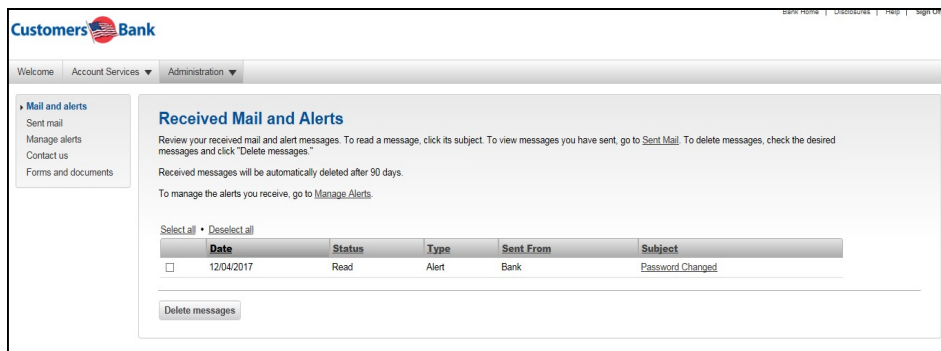 Bank Home | Disclosures | Help | Sign Off
Customers Bank
Welcome Account Services Administration
Mail and alerts
Sent mail
Manage alerts
Contact us
Forms and documents
Received Mail and Alerts
Review your received mail and alert messages. To read a message, click its subject. To view messages you have sent, go to Sent Mail. To delete messages, check the desired
messages and click "Delete messages."
Received messages will be automatically deleted after 90 days.
To manage the alerts you receive, go to Manage Alerts.
Select all • Deselect all
Date Status Type Sent From Subject
12/04/2017 Read Alert Bank Password Changed
Delete messages